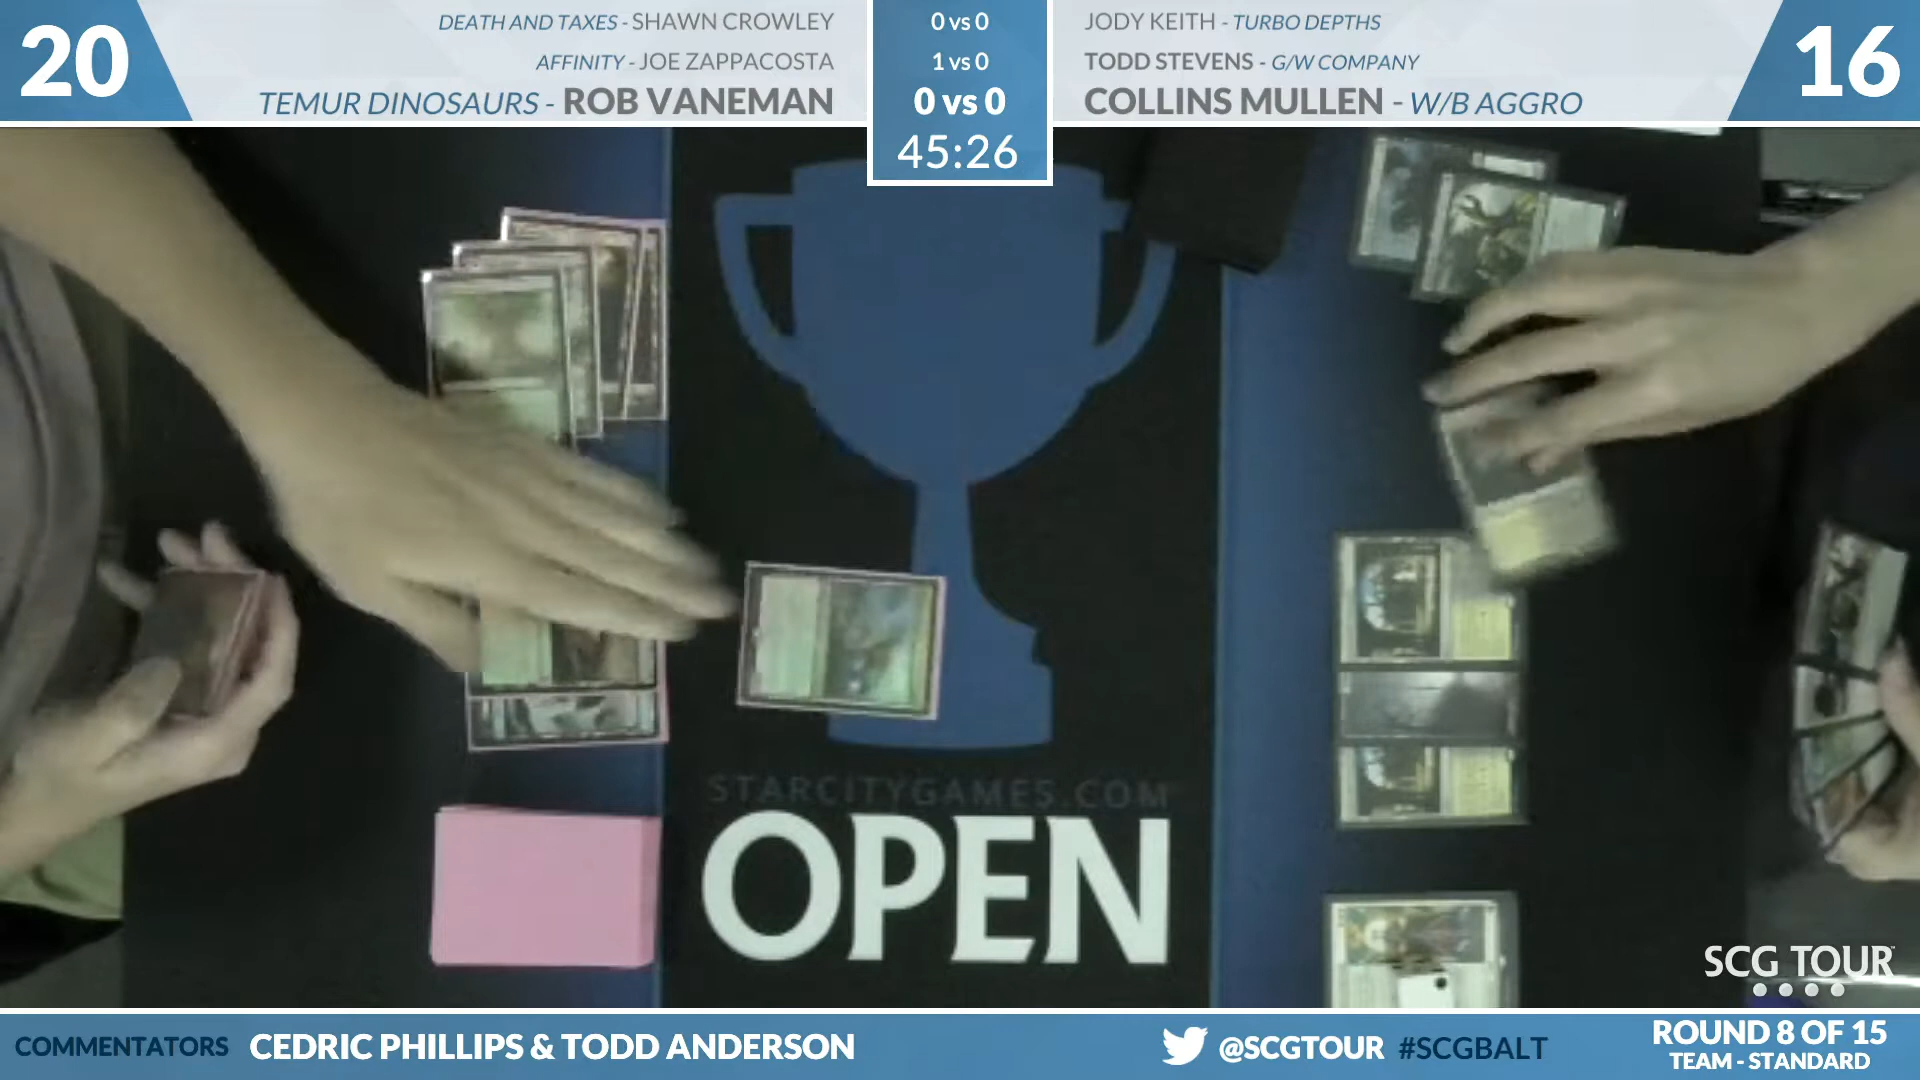 20
DEATH AND TAXES - SHAWN CROWLEY
0 vs 0
JODY KEITH - TURBO DEPTHS
16
AFFINITY - JOE ZAPPACOSTA
1 vs 0
TODD STEVENS - G/W COMPANY
TEMUR DINOSAURS - ROB VANEMAN
0 vs 0
COLLINS MULLEN - W/B AGGRO
45:26
STARCITYGAMES.COM
OPEN
SCG TOUR
COMMENTATORS CEDRIC PHILLIPS & TODD ANDERSON
@SCGTOUR #SCGBALT
ROUND 8 OF 15
TEAM - STANDARD